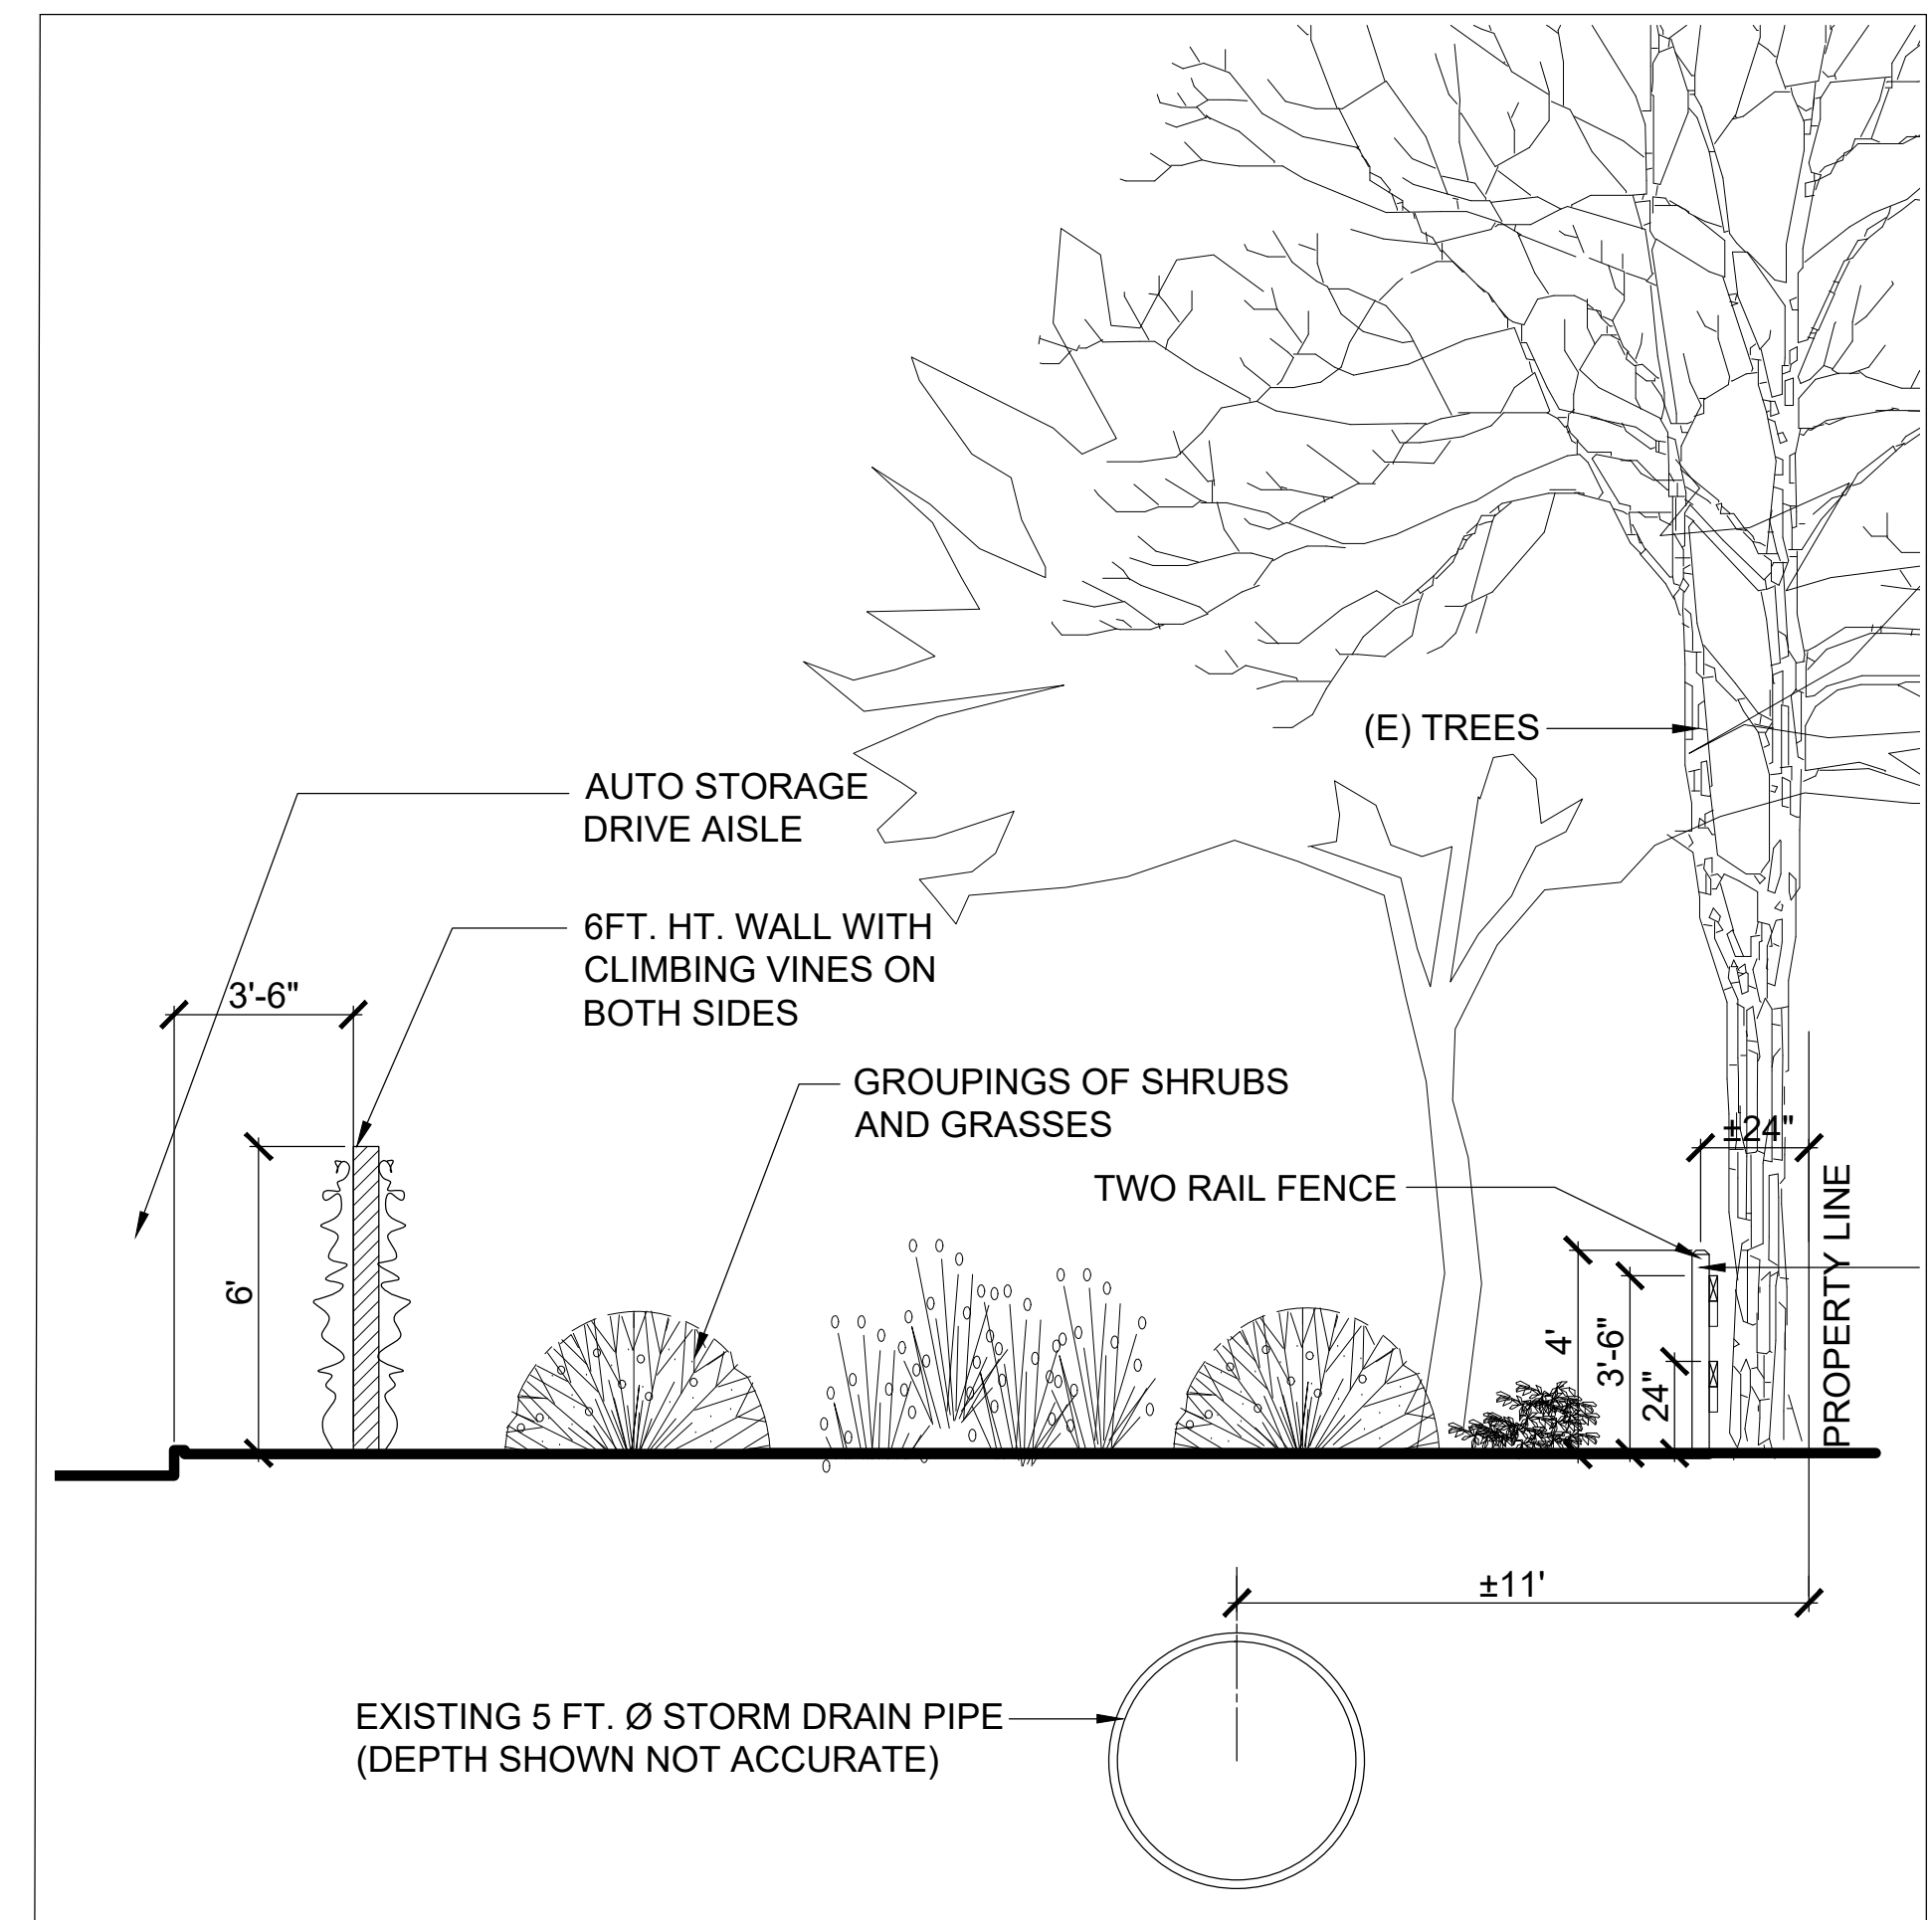 (E) TREES
AUTO STORAGE
DRIVE AISLE
6FT. HT. WALL WITH
CLIMBING VINES ON
BOTH SIDES
3'-6"
GROUPINGS OF SHRUBS
AND GRASSES
±24"
TWO RAIL FENCE
PROPERTY LINE
6'
4'
3'-6"
24"
±11'
EXISTING 5 FT. Ø STORM DRAIN PIPE
(DEPTH SHOWN NOT ACCURATE)